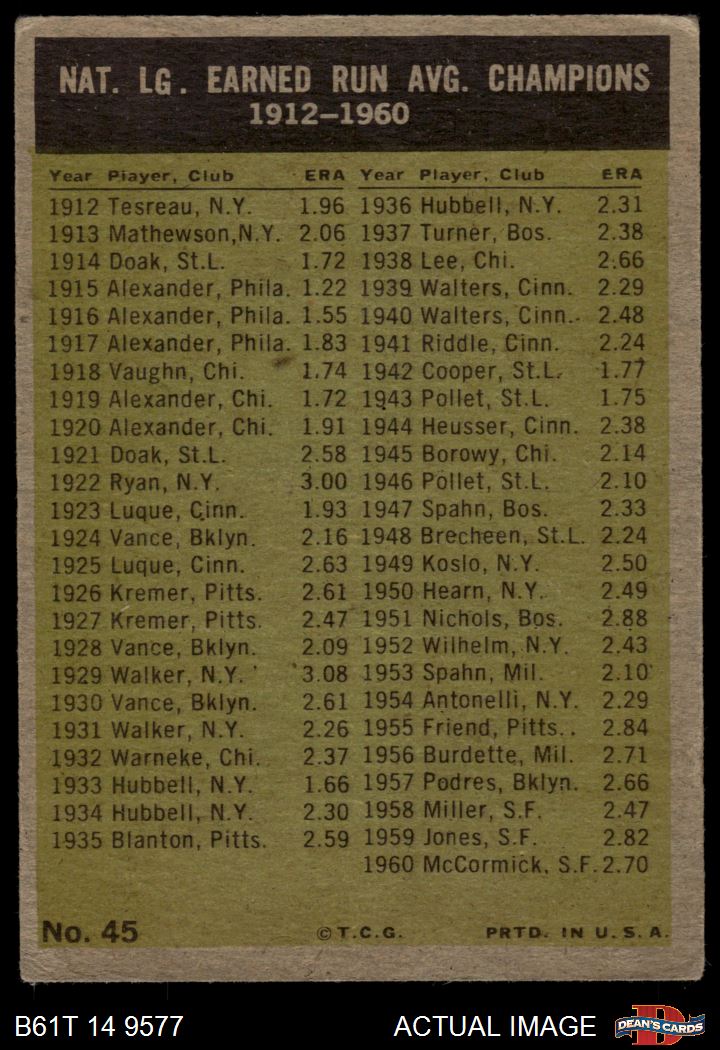 NAT. LG. EARNED RUN AVG. CHAMPIONS
1912–1960
Year Player, Club ERA
1912 Tesreau, N.Y. 1.96
1913 Mathewson, N.Y. 2.06
1914 Doak, St.L. 1.72
1915 Alexander, Phila. 1.22
1916 Alexander, Phila. 1.55
1917 Alexander, Phila. 1.83
1918 Vaughn, Chi. 1.74
1919 Alexander, Chi. 1.72
1920 Alexander, Chi. 1.91
1921 Doak, St.L. 2.58
1922 Ryan, N.Y. 3.00
1923 Luque, Cinn. 1.93
1924 Vance, Bklyn. 2.16
1925 Luque, Cinn. 2.63
1926 Kremer, Pitts. 2.61
1927 Kremer, Pitts. 2.47
1928 Vance, Bklyn. 2.09
1929 Walker, N.Y. 3.08
1930 Vance, Bklyn. 2.61
1931 Walker, N.Y. 2.26
1932 Warneke, Chi. 2.37
1933 Hubbell, N.Y. 1.66
1934 Hubbell, N.Y. 2.30
1935 Blanton, Pitts. 2.59
Year Player, Club ERA
1936 Hubbell, N.Y. 2.31
1937 Turner, Bos. 2.38
1938 Lee, Chi. 2.66
1939 Walters, Cinn. 2.29
1940 Walters, Cinn. 2.48
1941 Riddle, Cinn. 2.24
1942 Cooper, St.L. 1.77
1943 Pollet, St.L. 1.75
1944 Heusser, Cinn. 2.38
1945 Borowy, Chi. 2.14
1946 Pollet, St.L. 2.10
1947 Spahn, Bos. 2.33
1948 Brecheen, St.L. 2.24
1949 Koslo, N.Y. 2.50
1950 Hearn, N.Y. 2.49
1951 Nichols, Bos. 2.88
1952 Wilhelm, N.Y. 2.43
1953 Spahn, Mil. 2.10
1954 Antonelli, N.Y. 2.29
1955 Friend, Pitts.. 2.84
1956 Burdette, Mil. 2.71
1957 Podres, Bklyn. 2.66
1958 Miller, S.F. 2.47
1959 Jones, S.F. 2.82
1960 McCormick, S.F. 2.70
No. 45 © T.C.G. PRTD. IN U.S.A.
B61T 14 9577 ACTUAL IMAGE DEAN'S CARDS